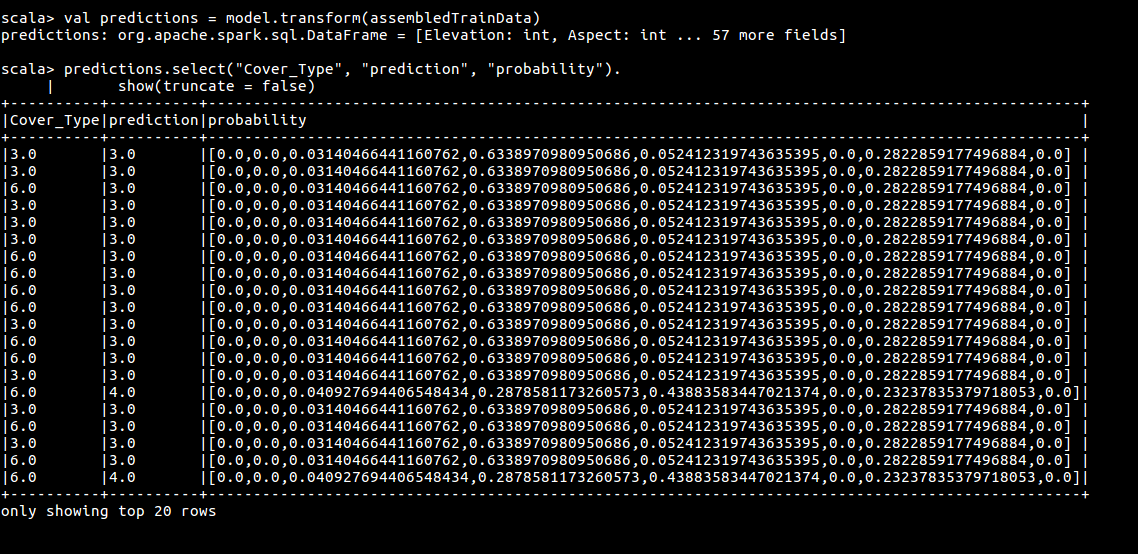 scala> val predictions = model.transform(assembledTrainData)
predictions: org.apache.spark.sql.DataFrame = [Elevation: int, Aspect: int ... 57 more fields]
scala> predictions.select("Cover_Type", "prediction", "probability").
     |       show(truncate = false)
+----------+----------+-------------------------------------------------------------------------------------------------+
|Cover_Type|prediction|probability                                                                                      |
+----------+----------+-------------------------------------------------------------------------------------------------+
|3.0       |3.0       |[0.0,0.0,0.03140466441160762,0.6338970980950686,0.052412319743635395,0.0,0.2822859177496884,0.0] |
|3.0       |3.0       |[0.0,0.0,0.03140466441160762,0.6338970980950686,0.052412319743635395,0.0,0.2822859177496884,0.0] |
|6.0       |3.0       |[0.0,0.0,0.03140466441160762,0.6338970980950686,0.052412319743635395,0.0,0.2822859177496884,0.0] |
|3.0       |3.0       |[0.0,0.0,0.03140466441160762,0.6338970980950686,0.052412319743635395,0.0,0.2822859177496884,0.0] |
|3.0       |3.0       |[0.0,0.0,0.03140466441160762,0.6338970980950686,0.052412319743635395,0.0,0.2822859177496884,0.0] |
|3.0       |3.0       |[0.0,0.0,0.03140466441160762,0.6338970980950686,0.052412319743635395,0.0,0.2822859177496884,0.0] |
|6.0       |3.0       |[0.0,0.0,0.03140466441160762,0.6338970980950686,0.052412319743635395,0.0,0.2822859177496884,0.0] |
|3.0       |3.0       |[0.0,0.0,0.03140466441160762,0.6338970980950686,0.052412319743635395,0.0,0.2822859177496884,0.0] |
|6.0       |3.0       |[0.0,0.0,0.03140466441160762,0.6338970980950686,0.052412319743635395,0.0,0.2822859177496884,0.0] |
|6.0       |3.0       |[0.0,0.0,0.03140466441160762,0.6338970980950686,0.052412319743635395,0.0,0.2822859177496884,0.0] |
|3.0       |3.0       |[0.0,0.0,0.03140466441160762,0.6338970980950686,0.052412319743635395,0.0,0.2822859177496884,0.0] |
|6.0       |3.0       |[0.0,0.0,0.03140466441160762,0.6338970980950686,0.052412319743635395,0.0,0.2822859177496884,0.0] |
|6.0       |3.0       |[0.0,0.0,0.03140466441160762,0.6338970980950686,0.052412319743635395,0.0,0.2822859177496884,0.0] |
|3.0       |3.0       |[0.0,0.0,0.03140466441160762,0.6338970980950686,0.052412319743635395,0.0,0.2822859177496884,0.0] |
|6.0       |4.0       |[0.0,0.0,0.040927694406548434,0.2878581173260573,0.43883583447021374,0.0,0.23237835379718053,0.0]|
|3.0       |3.0       |[0.0,0.0,0.03140466441160762,0.6338970980950686,0.052412319743635395,0.0,0.2822859177496884,0.0] |
|6.0       |3.0       |[0.0,0.0,0.03140466441160762,0.6338970980950686,0.052412319743635395,0.0,0.2822859177496884,0.0] |
|3.0       |3.0       |[0.0,0.0,0.03140466441160762,0.6338970980950686,0.052412319743635395,0.0,0.2822859177496884,0.0] |
|6.0       |3.0       |[0.0,0.0,0.03140466441160762,0.6338970980950686,0.052412319743635395,0.0,0.2822859177496884,0.0] |
|6.0       |4.0       |[0.0,0.0,0.040927694406548434,0.2878581173260573,0.43883583447021374,0.0,0.23237835379718053,0.0]|
+----------+----------+-------------------------------------------------------------------------------------------------+
only showing top 20 rows